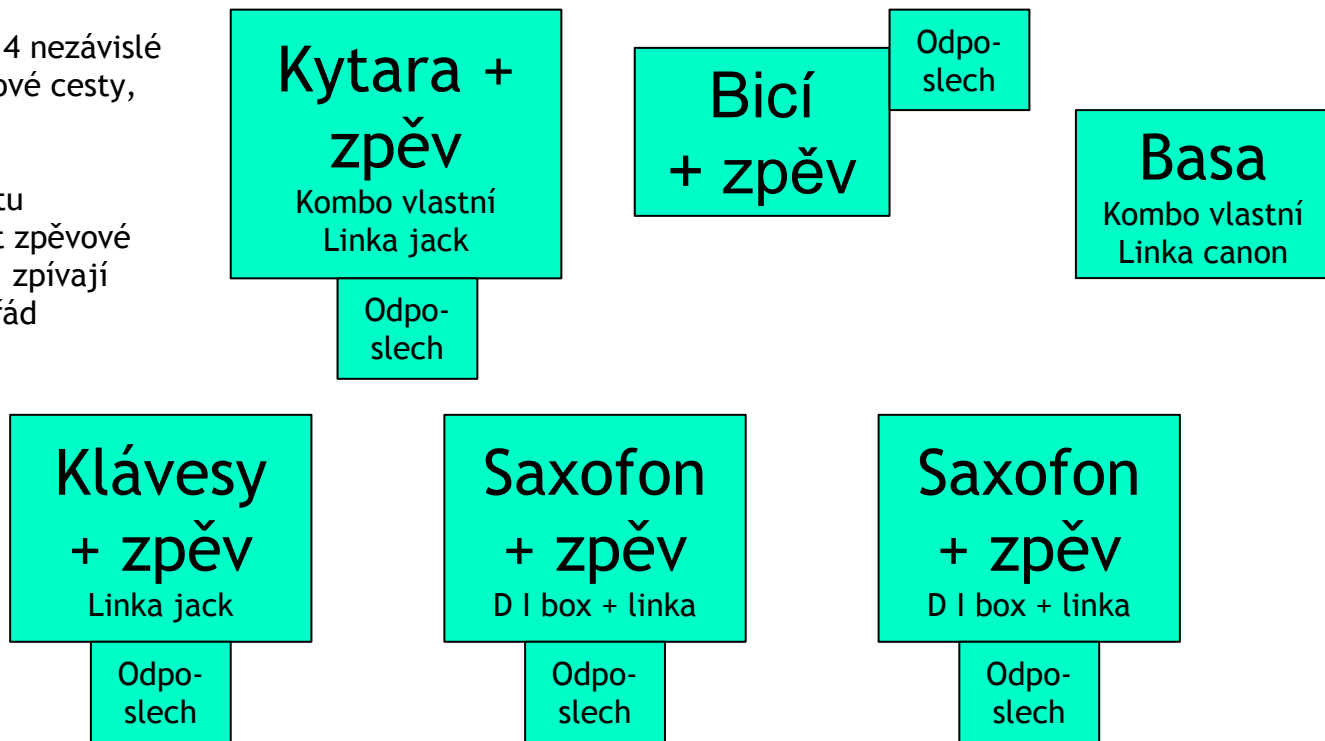 4 nezávislé
ové cesty,
tu
t zpěvové
zpívají
řád
Kytara +
zpěv
Kombo vlastní
Linka jack
Odpo-
slech
Bicí
+ zpěv
Odpo-
slech
Basa
Kombo vlastní
Linka canon
Klávesy
+ zpěv
Linka jack
Odpo-
slech
Saxofon
+ zpěv
D I box + linka
Odpo-
slech
Saxofon
+ zpěv
D I box + linka
Odpo-
slech